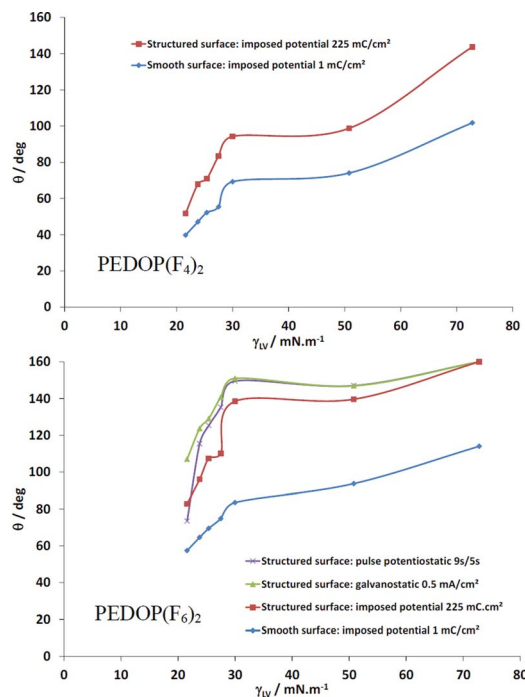 160
140
120
100
80
60
40
20
0
θ / deg
Structured surface: imposed potential 225 mC/cm²
Smooth surface: imposed potential 1 mC/cm²
PEDOP(F₄)₂
0 10 20 30 40 50 60 70 80
γLV / mN.m-1
160
140
120
100
80
60
40
20
0
θ / deg
Structured surface: pulse potentiostatic 9s/5s
Structured surface: galvanostatic 0.5 mA/cm²
Structured surface: imposed potential 225 mC.cm²
Smooth surface: imposed potential 1 mC/cm²
PEDOP(F₆)₂
0 10 20 30 40 50 60 70 80
γLV / mN.m-1